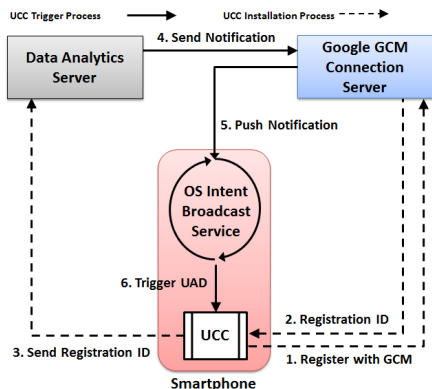 UCC Trigger Process
UCC Installation Process
4. Send Notification
Data Analytics
Server
Google GCM
Connection
Server
5. Push Notification
OS Intent
Broadcast
Service
6. Trigger UAD
UCC
2. Registration ID
3. Send Registration ID
1. Register with GCM
Smartphone